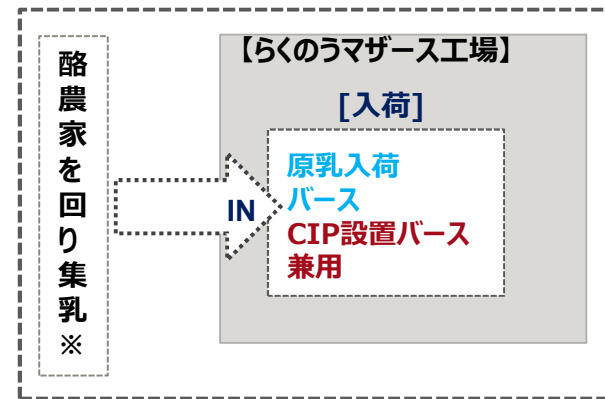 酪農家を回り集乳※
【らくのうマザース工場】
[入荷]
IN
原乳入荷
バース
CIP設置バース
兼用